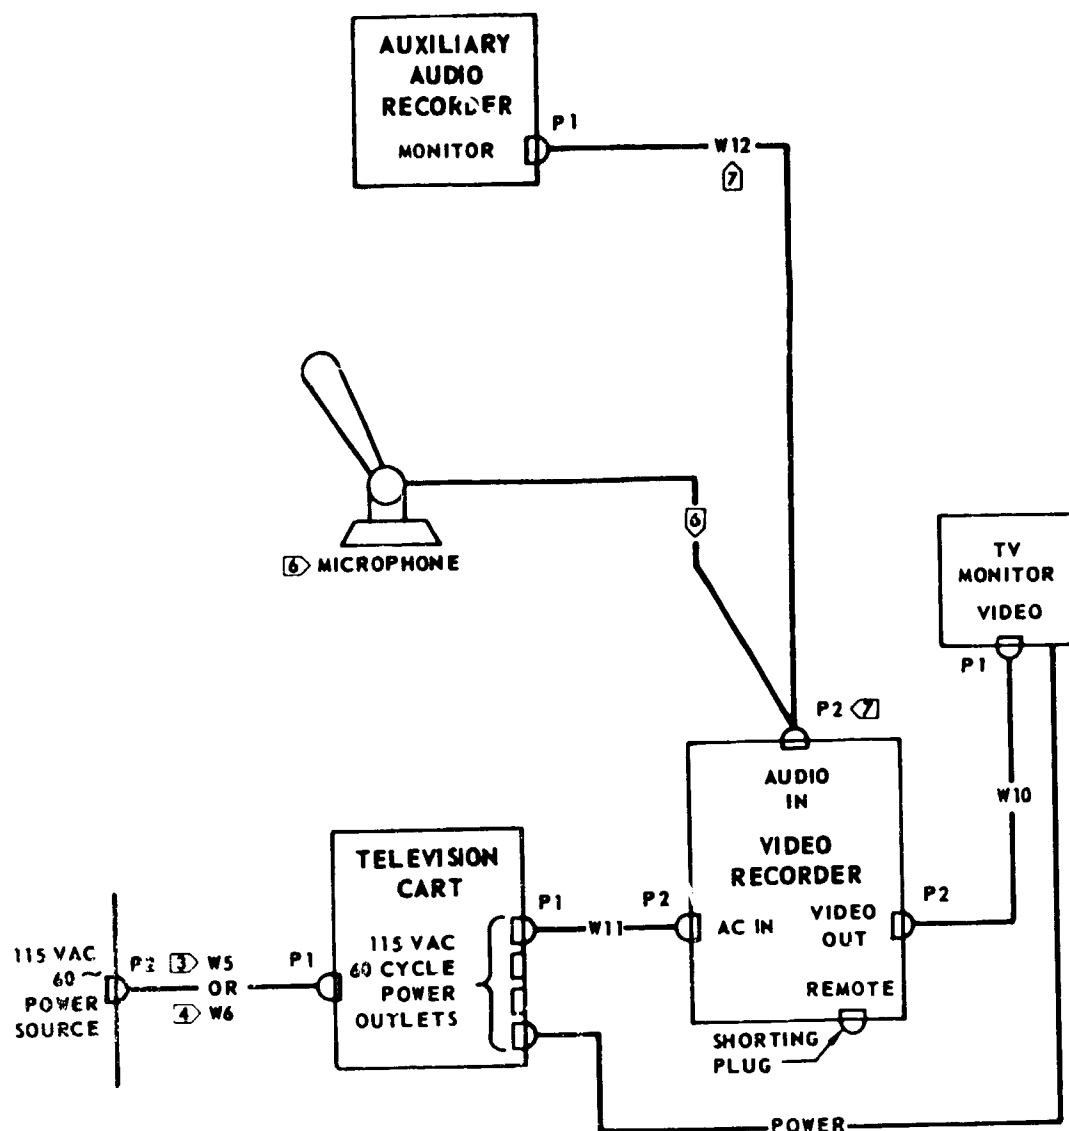 AUXILIARY
AUDIO
RECORDER
MONITOR
P1
W12
7
6
6 MICROPHONE
TV
MONITOR
VIDEO
P1
P2 7
AUDIO
IN
VIDEO
RECORDER
W10
TELEVISION
CART
P1
W11
P2
AC IN
VIDEO
OUT
P2
115 VAC
60 CYCLE
POWER
OUTLETS
115 VAC
60~
POWER
SOURCE
P2 3 W5
OR
4 W6
P1
REMOTE
SHORTING
PLUG
POWER